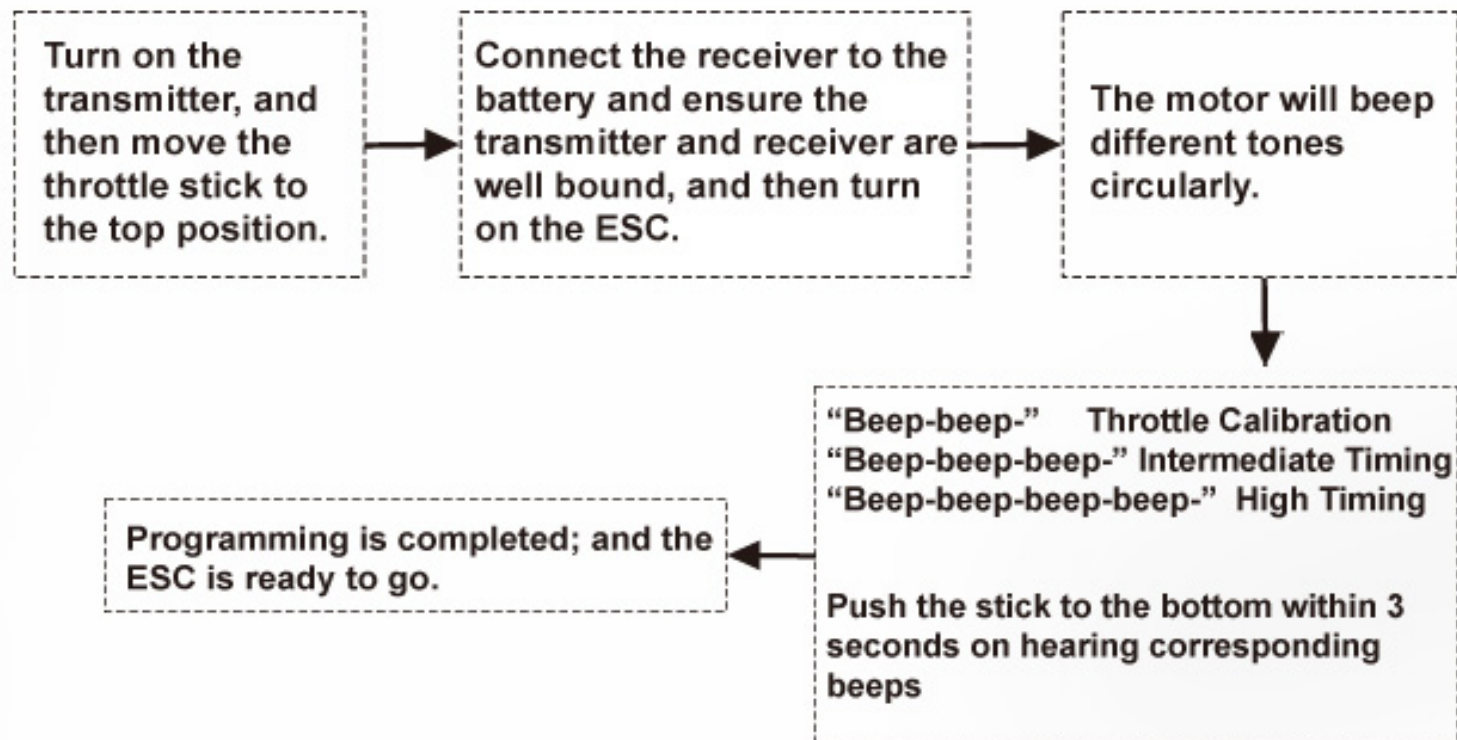 Turn on the
transmitter, and
then move the
throttle stick to
the top position.
Connect the receiver to the
battery and ensure the
transmitter and receiver are
well bound, and then turn
on the ESC.
The motor will beep
different tones
circularly.
“Beep-beep-” Throttle Calibration
“Beep-beep-beep-” Intermediate Timing
“Beep-beep-beep-beep-” High Timing
Push the stick to the bottom within 3
seconds on hearing corresponding
beeps
Programming is completed; and the
ESC is ready to go.